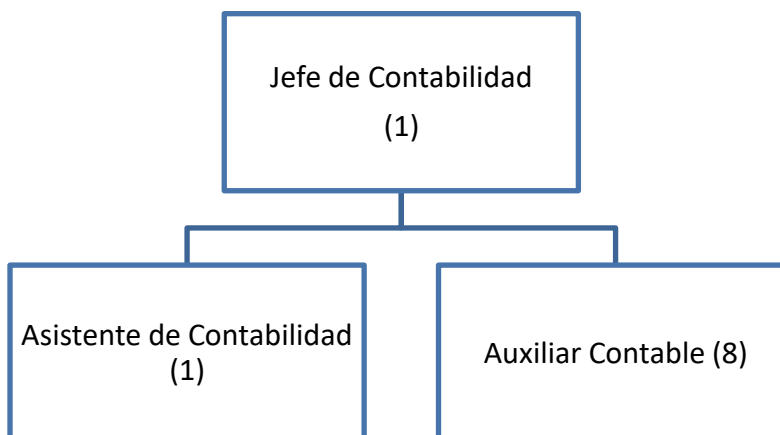 Jefe de Contabilidad
(1)
Asistente de Contabilidad
(1)
Auxiliar Contable (8)